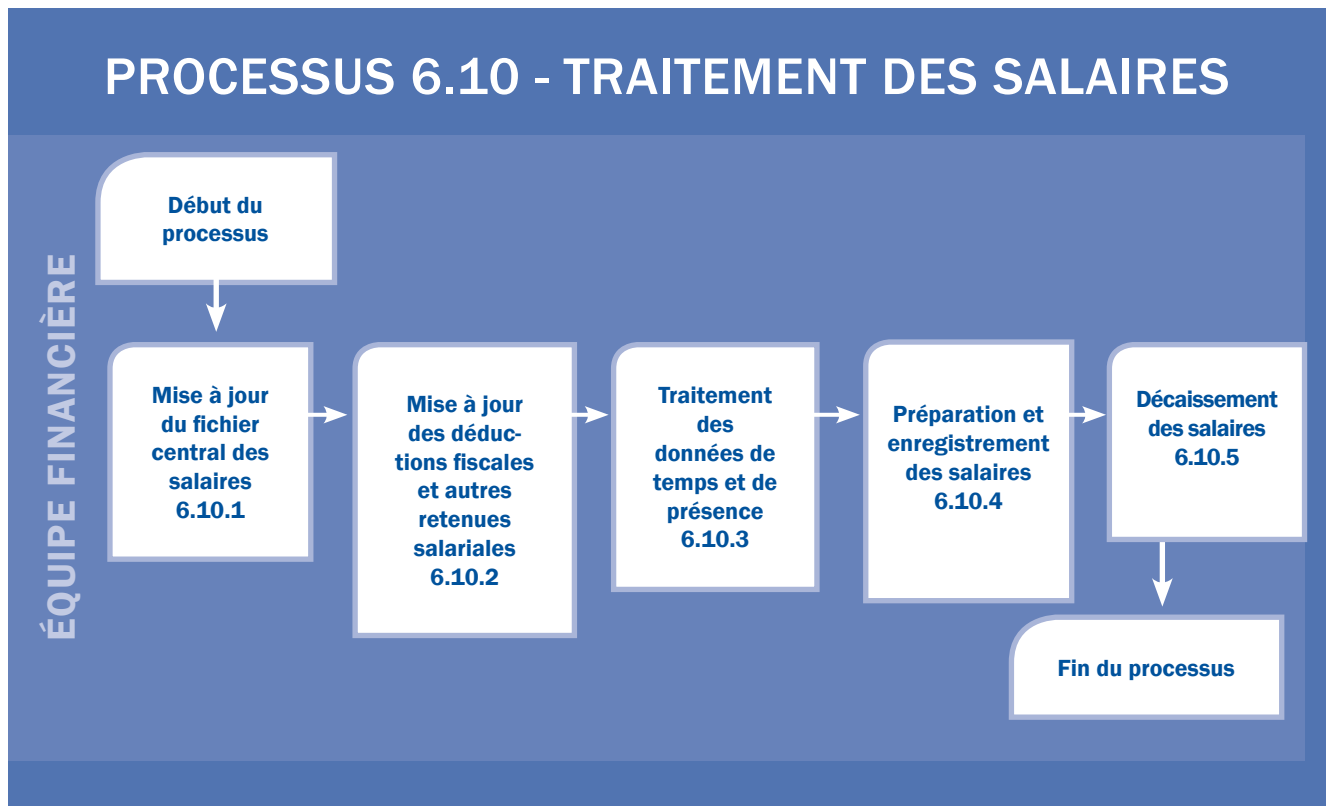 PROCESSUS 6.10 - TRAITEMENT DES SALAIRES
ÉQUIPE FINANCIÈRE
Début du
processus
Mise à jour
du fichier
central des
salaires
6.10.1
Mise à jour
des déduc-
tions fiscales
et autres
retenues
salariales
6.10.2
Traitement
des
données de
temps et de
présence
6.10.3
Préparation et
enregistrement
des salaires
6.10.4
Décaissement
des salaires
6.10.5
Fin du processus